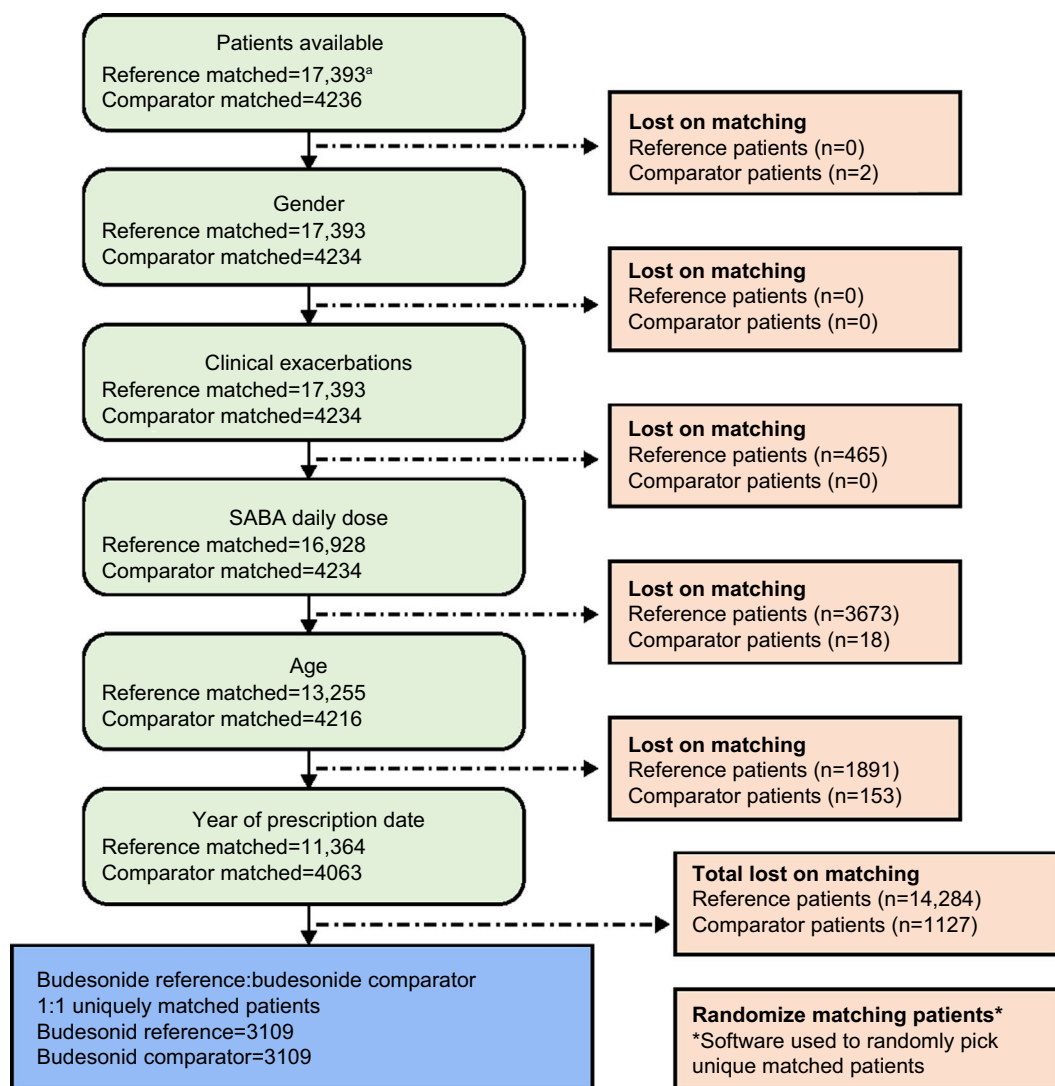 Patients available
Reference matched=17,393ᵃ
Comparator matched=4236
Lost on matching
Reference patients (n=0)
Comparator patients (n=2)
Gender
Reference matched=17,393
Comparator matched=4234
Lost on matching
Reference patients (n=0)
Comparator patients (n=0)
Clinical exacerbations
Reference matched=17,393
Comparator matched=4234
Lost on matching
Reference patients (n=465)
Comparator patients (n=0)
SABA daily dose
Reference matched=16,928
Comparator matched=4234
Lost on matching
Reference patients (n=3673)
Comparator patients (n=18)
Age
Reference matched=13,255
Comparator matched=4216
Lost on matching
Reference patients (n=1891)
Comparator patients (n=153)
Year of prescription date
Reference matched=11,364
Comparator matched=4063
Total lost on matching
Reference patients (n=14,284)
Comparator patients (n=1127)
Budesonide reference:budesonide comparator
1:1 uniquely matched patients
Budesonid reference=3109
Budesonid comparator=3109
Randomize matching patients*
*Software used to randomly pick
unique matched patients